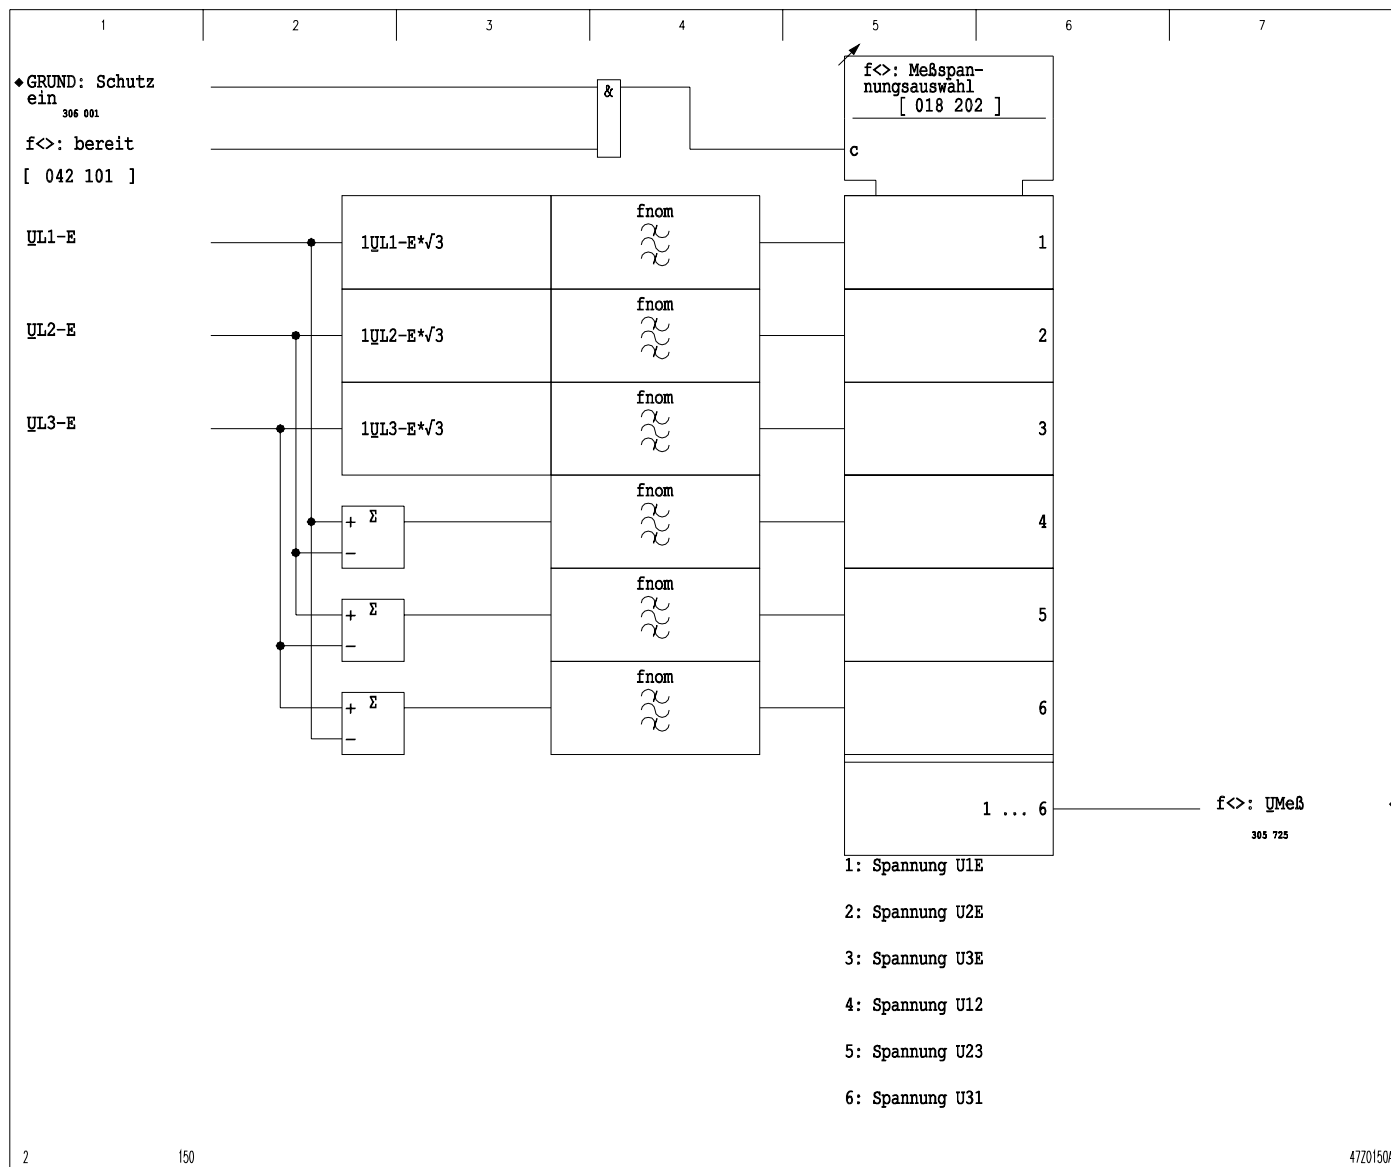 1 2 3 4 5 6 7
◆GRUND: Schutz
ein
306 001
f<>: bereit
[ 042 101 ]
&
f<>: Meßspan-
nungsauswahl
[ 018 202 ]
c
UL1-E
1UL1-E*√3
fnom
1
UL2-E
1UL2-E*√3
fnom
2
UL3-E
1UL3-E*√3
fnom
3
+ Σ
-
fnom
4
+ Σ
-
fnom
5
+ Σ
-
fnom
6
1 ... 6
f<>: UMeß
305 725
1: Spannung U1E
2: Spannung U2E
3: Spannung U3E
4: Spannung U12
5: Spannung U23
6: Spannung U31
2 150